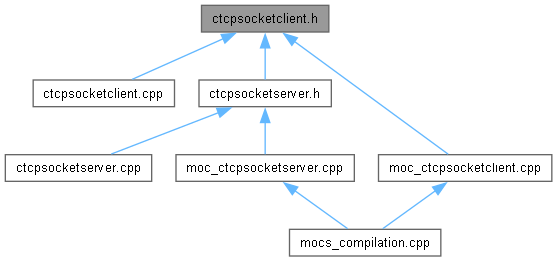 ctcpsocketclient.h
ctcpsocketclient.cpp
ctcpsocketserver.h
ctcpsocketserver.cpp
moc_ctcpsocketserver.cpp
moc_ctcpsocketclient.cpp
mocs_compilation.cpp